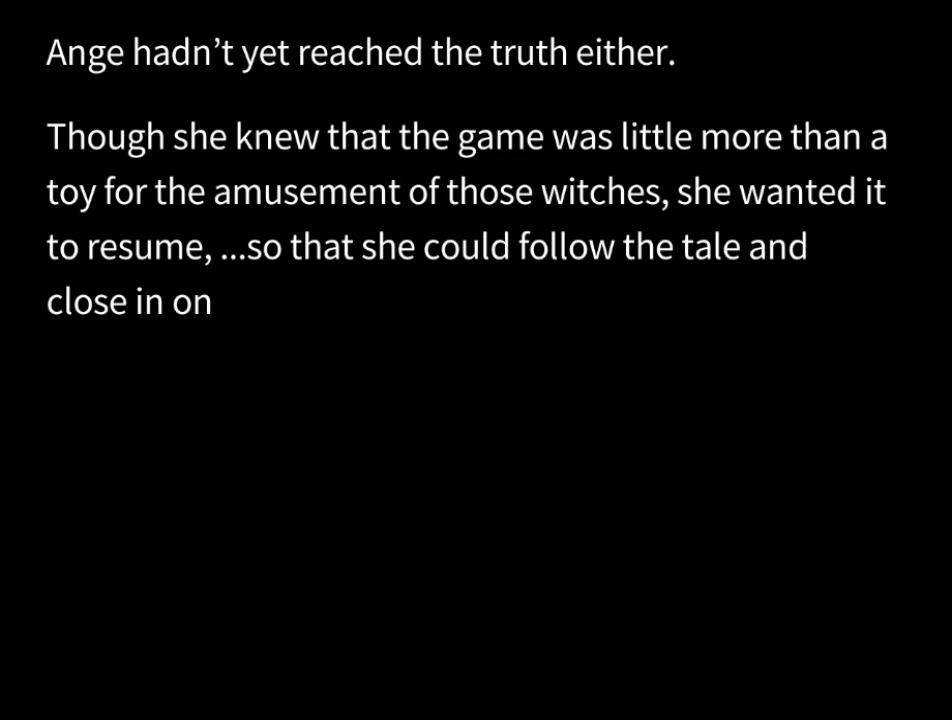 Ange hadn’t yet reached the truth either.
Though she knew that the game was little more than a
toy for the amusement of those witches, she wanted it
to resume, ...so that she could follow the tale and
close in on